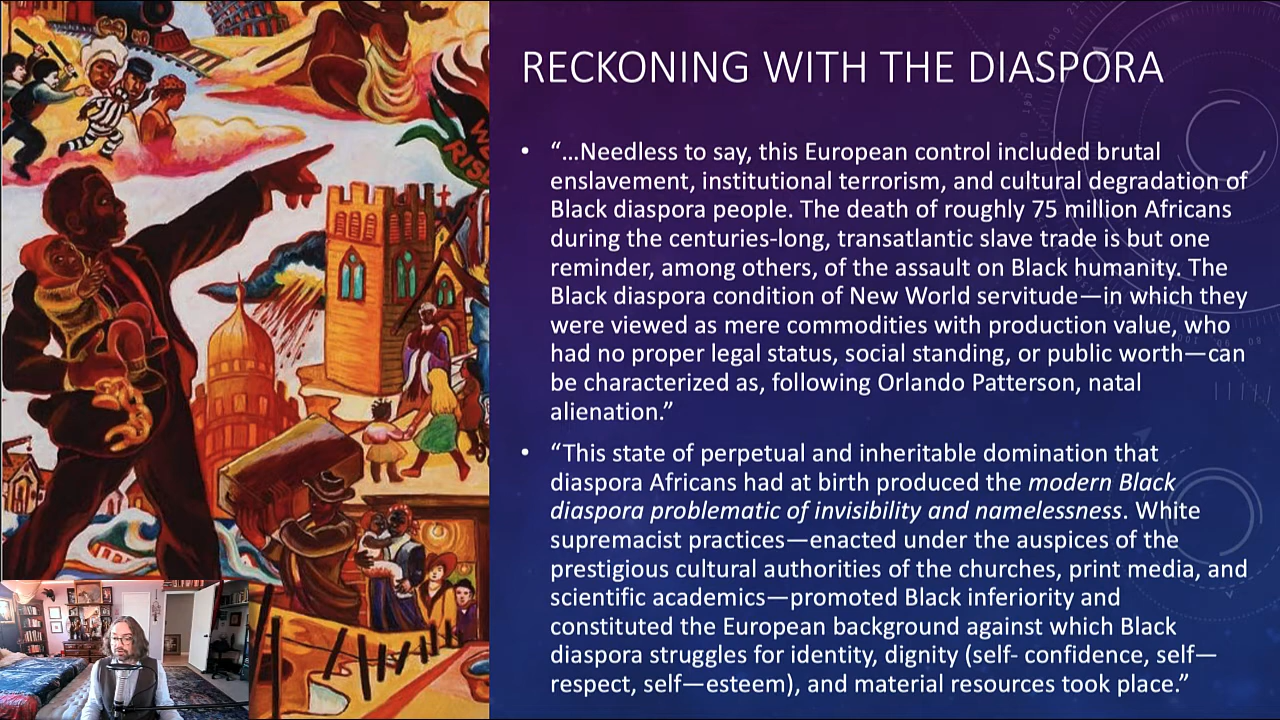 RECKONING WITH THE DIASPORA
• “…Needless to say, this European control included brutal
enslavement, institutional terrorism, and cultural degradation of
Black diaspora people. The death of roughly 75 million Africans
during the centuries-long, transatlantic slave trade is but one
reminder, among others, of the assault on Black humanity. The
Black diaspora condition of New World servitude—in which they
were viewed as mere commodities with production value, who
had no proper legal status, social standing, or public worth—can
be characterized as, following Orlando Patterson, natal
alienation.”
• “This state of perpetual and inheritable domination that
diaspora Africans had at birth produced the modern Black
diaspora problematic of invisibility and namelessness. White
supremacist practices—enacted under the auspices of the
prestigious cultural authorities of the churches, print media, and
scientific academics—promoted Black inferiority and
constituted the European background against which Black
diaspora struggles for identity, dignity (self- confidence, self—
respect, self—esteem), and material resources took place.”